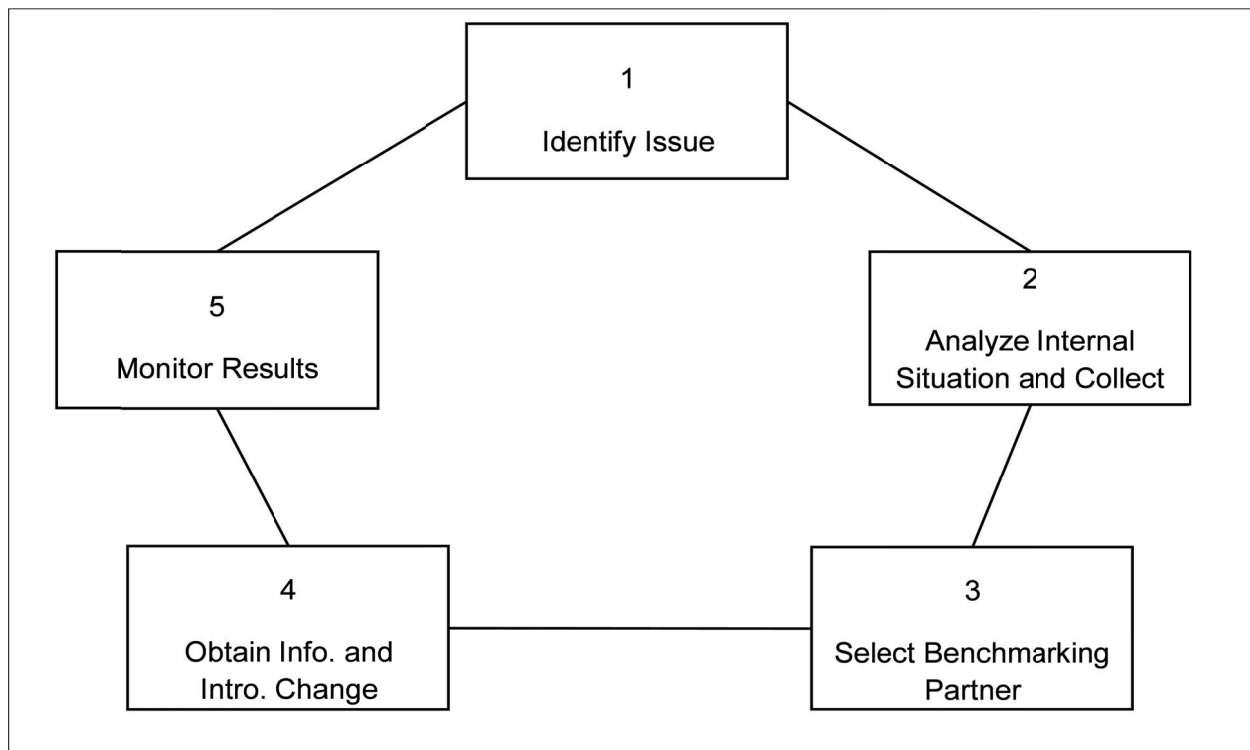 1
Identify Issue
2
Analyze Internal
Situation and Collect
3
Select Benchmarking
Partner
4
Obtain Info. and
Intro. Change
5
Monitor Results